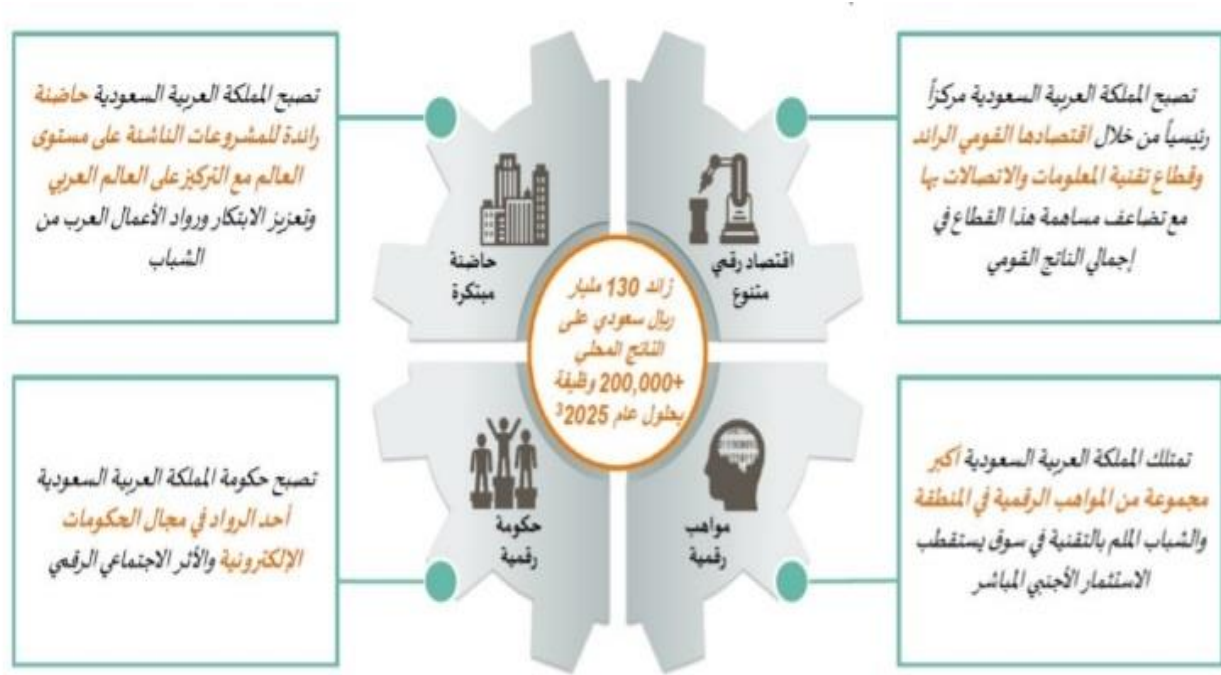 تصبح المملكة العربية السعودية مركزاً
رئيسياً من خلال اقتصادها القومي الرائد
وقطاع تقنية المعلومات والاتصالات بها
مع تضاعف مساهمة هذا القطاع في
إجمالي الناتج القومي
اقتصاد رقمي
متنوع
تصبح المملكة العربية السعودية حاضنة
رائدة للمشروعات الناشئة على مستوى
العالم مع التركيز على العالم العربي
وتعزيز الابتكار ورواد الأعمال العرب من
الشباب
حاضنة
مبتكرة
زائد 130 مليار
ريال سعودي على
الناتج المحلي
+200,000 وظيفة
بحلول عام 2025³
تمتلك المملكة العربية السعودية أكبر
مجموعة من المواهب الرقمية في المنطقة
والشباب الملم بالتقنية في سوق يستقطب
الاستثمار الأجنبي المباشر
مواهب
رقمية
تصبح حكومة المملكة العربية السعودية
أحد الرواد في مجال الحكومات
الإلكترونية والأثر الاجتماعي الرقمي
حكومة
رقمية